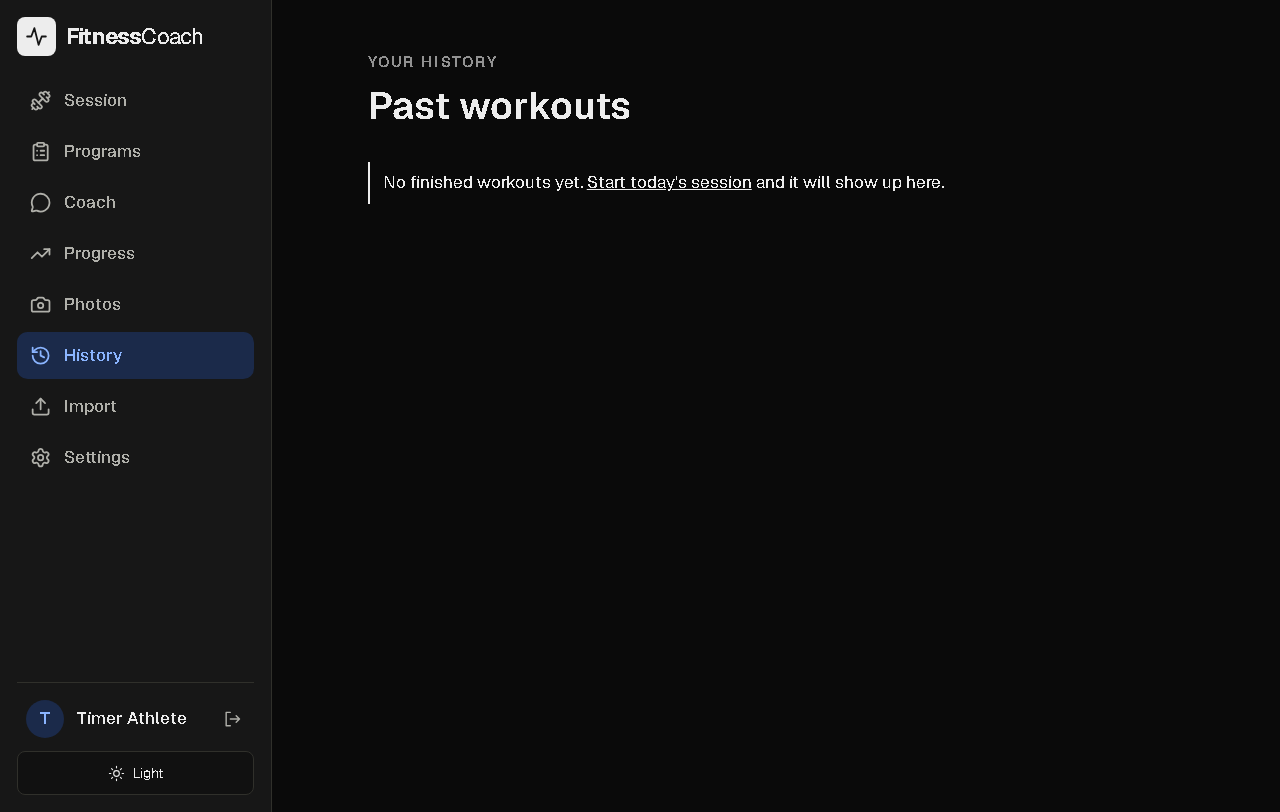 FitnessCoach
Session
Programs
Coach
Progress
Photos
History
Import
Settings
T
Timer Athlete
Light
YOUR HISTORY
Past workouts
No finished workouts yet. Start today's session and it will show up here.